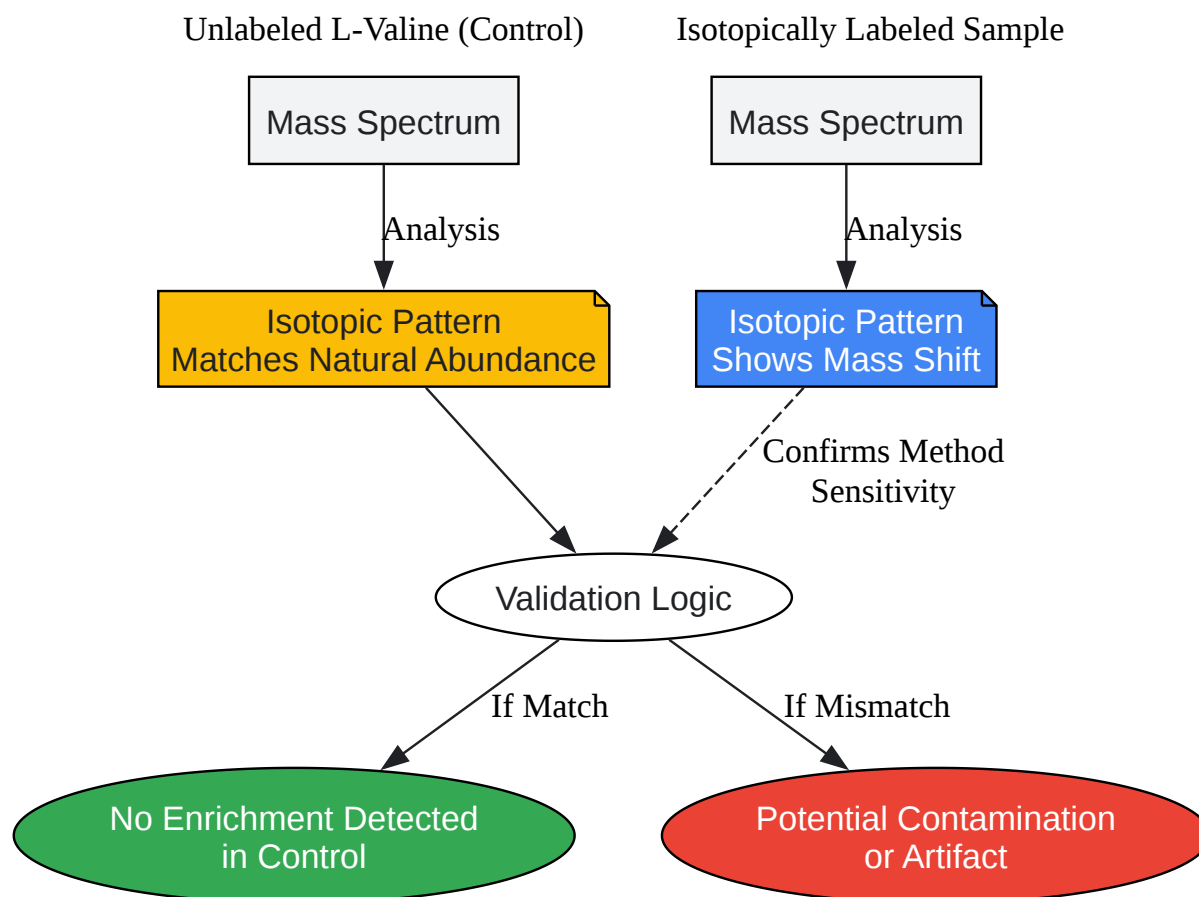 Unlabeled L-Valine (Control)
Isotopically Labeled Sample
Mass Spectrum
Mass Spectrum
Analysis
Analysis
Isotopic Pattern
Matches Natural Abundance
Isotopic Pattern
Shows Mass Shift
Confirms Method
Sensitivity
Validation Logic
If Match
If Mismatch
No Enrichment Detected
in Control
Potential Contamination
or Artifact